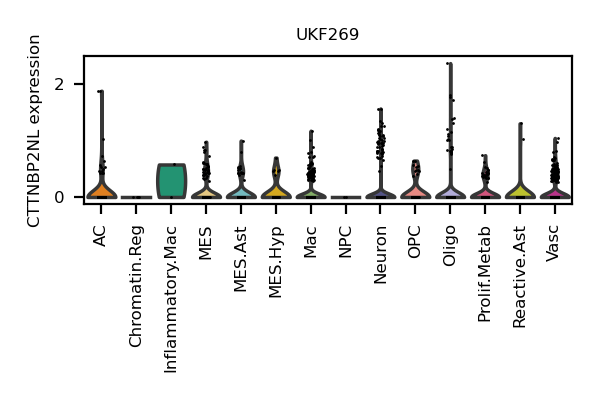 UKF269
CTTNBP2NL expression
2
0
AC
Chromatin.Reg
Inflammatory.Mac
MES
MES.Ast
MES.Hyp
Mac
NPC
Neuron
OPC
Oligo
Prolif.Metab
Reactive.Ast
Vasc